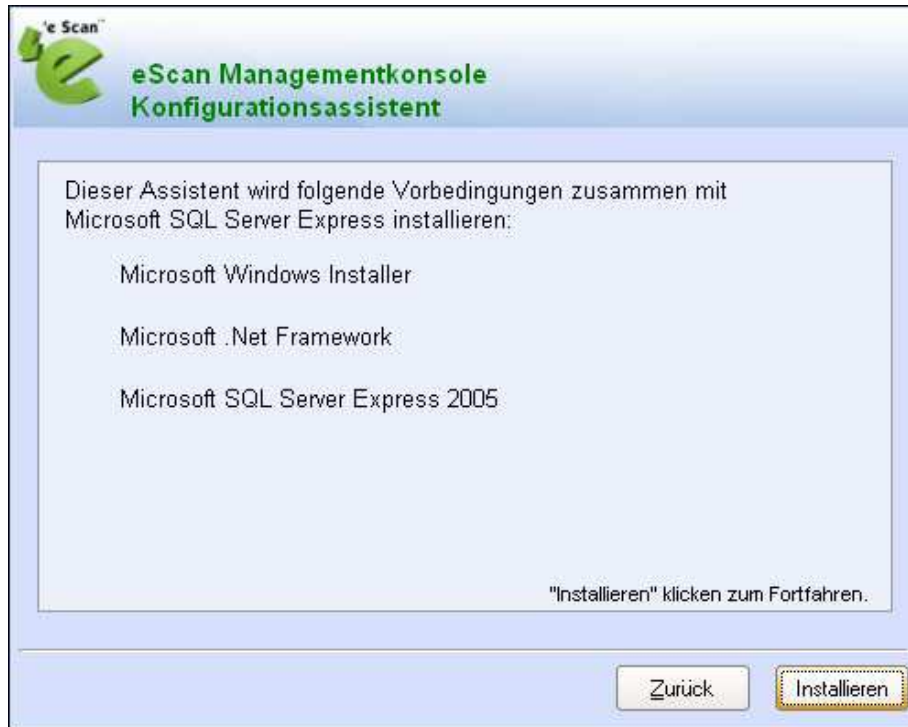 'e Scan™
eScan Managementkonsole
Konfigurationsassistent
Dieser Assistent wird folgende Vorbedingungen zusammen mit
Microsoft SQL Server Express installieren:
Microsoft Windows Installer
Microsoft .Net Framework
Microsoft SQL Server Express 2005
"Installieren" klicken zum Fortfahren.
Zurück
Installieren